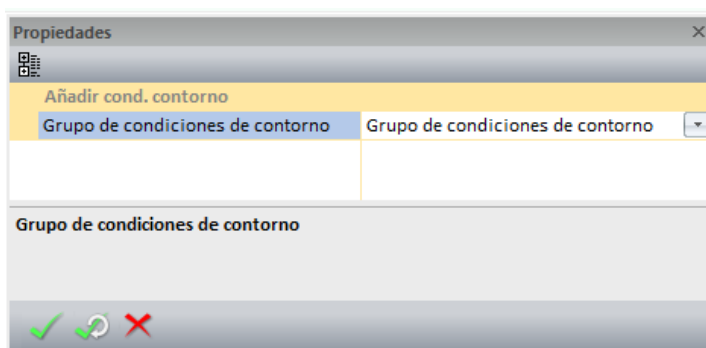 Propiedades
Añadir cond. contorno
Grupo de condiciones de contorno Grupo de condiciones de contorno
Grupo de condiciones de contorno